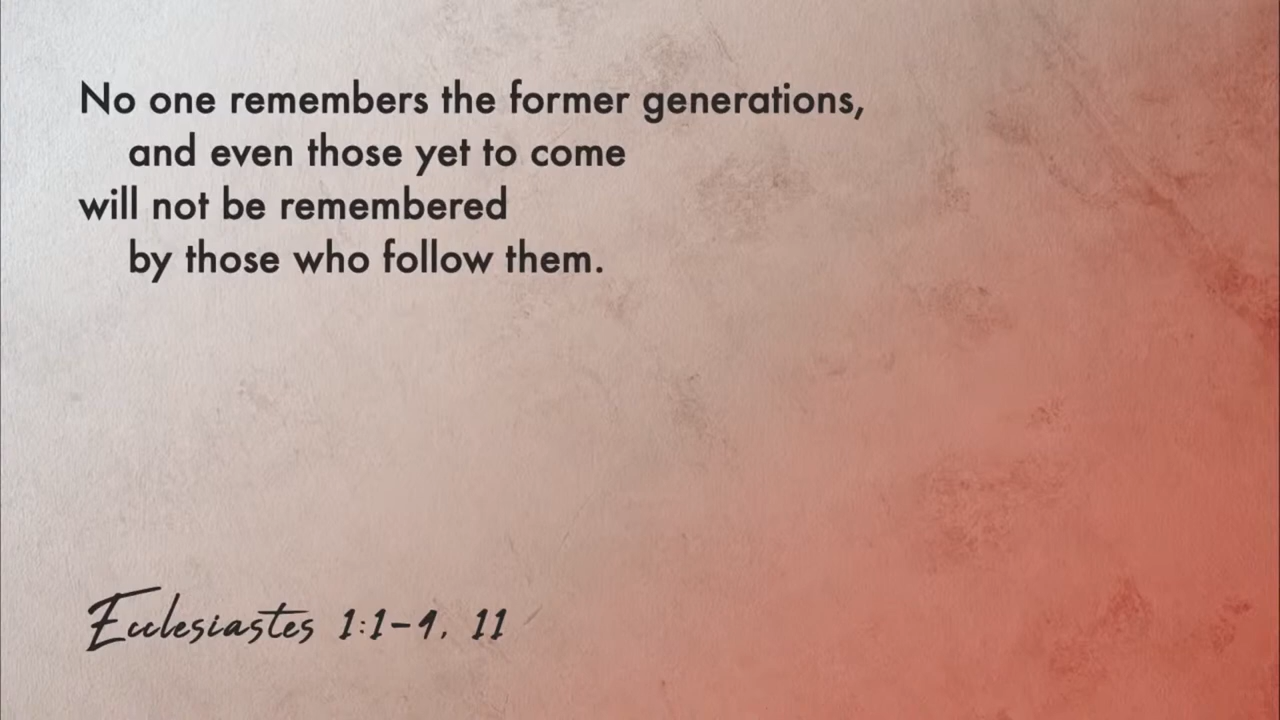 No one remembers the former generations,
and even those yet to come
will not be remembered
by those who follow them.
Ecclesiastes 1:1-4, 11